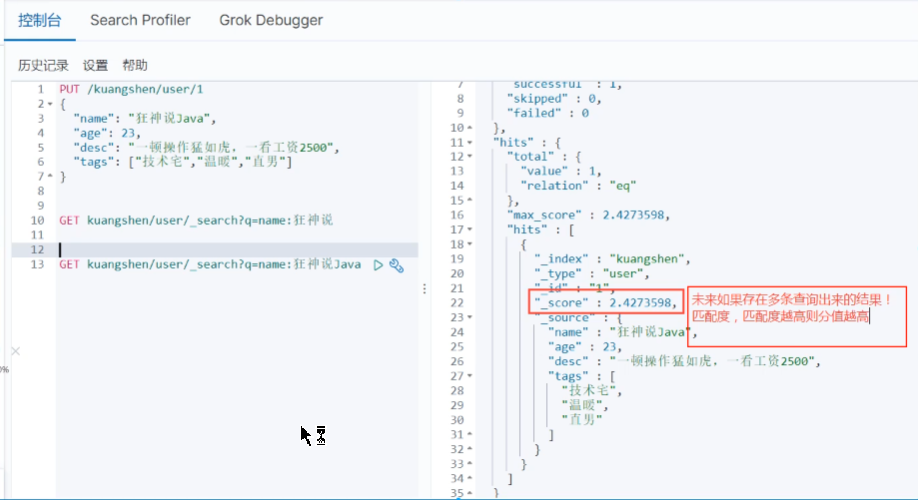 控制台 Search Profiler Grok Debugger
历史记录 设置 帮助
1 PUT /kuangshen/user/1
2 {
3 "name": "狂神说Java",
4 "age": 23,
5 "desc": "一顿操作猛如虎，一看工资2500",
6 "tags": ["技术宅","温暖","直男"]
7 }
8
9
10 GET kuangshen/user/_search?q=name:狂神说
11
12
13 GET kuangshen/user/_search?q=name:狂神说Java
7 "successful" : 1,
8 "skipped" : 0,
9 "failed" : 0
10 },
11 "hits" : {
12 "total" : {
13 "value" : 1,
14 "relation" : "eq"
15 },
16 "max_score" : 2.4273598,
17 "hits" : [
18 {
19 "_index" : "kuangshen",
20 "_type" : "user",
21 "_id" : "1",
22 "_score" : 2.4273598,
23 "_source" : {
24 "name" : "狂神说Java",
25 "age" : 23,
26 "desc" : "一顿操作猛如虎，一看工资2500",
27 "tags" : [
28 "技术宅",
29 "温暖",
30 "直男"
31 ]
32 }
33 }
34 ]
35 }
未来如果存在多条查询出来的结果！
匹配度，匹配度越高则分值越高